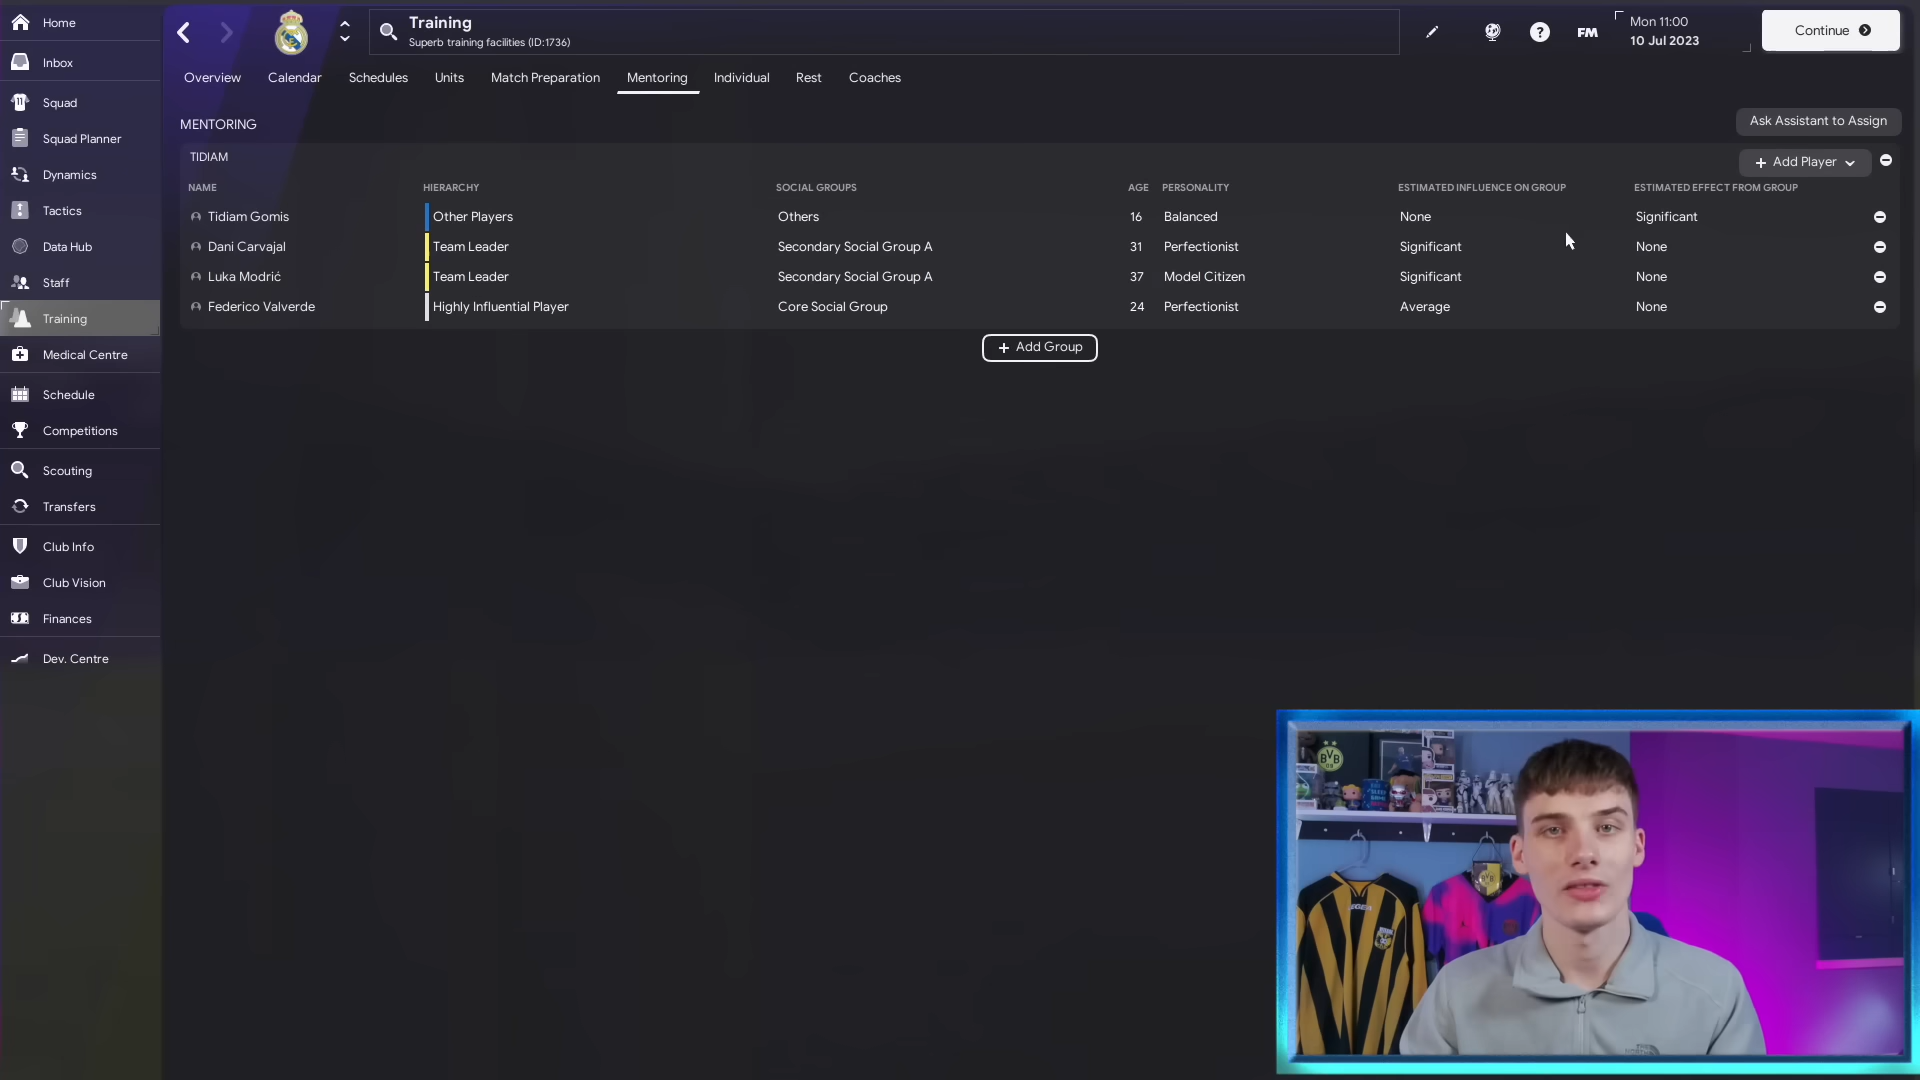 Home
Inbox
Squad
Squad Planner
Dynamics
Tactics
Data Hub
Staff
Training
Medical Centre
Schedule
Competitions
Scouting
Transfers
Club Info
Club Vision
Finances
Dev. Centre
Training
Superb training facilities (ID:1736)
FM
Mon 11:00
10 Jul 2023
Continue
Overview Calendar Schedules Units Match Preparation Mentoring Individual Rest Coaches
MENTORING
Ask Assistant to Assign
TIDIAM
+ Add Player
NAME HIERARCHY SOCIAL GROUPS AGE PERSONALITY ESTIMATED INFLUENCE ON GROUP ESTIMATED EFFECT FROM GROUP
Tidiam Gomis Other Players Others 16 Balanced None Significant
Dani Carvajal Team Leader Secondary Social Group A 31 Perfectionist Significant None
Luka Modrić Team Leader Secondary Social Group A 37 Model Citizen Significant None
Federico Valverde Highly Influential Player Core Social Group 24 Perfectionist Average None
+ Add Group
BVB
09